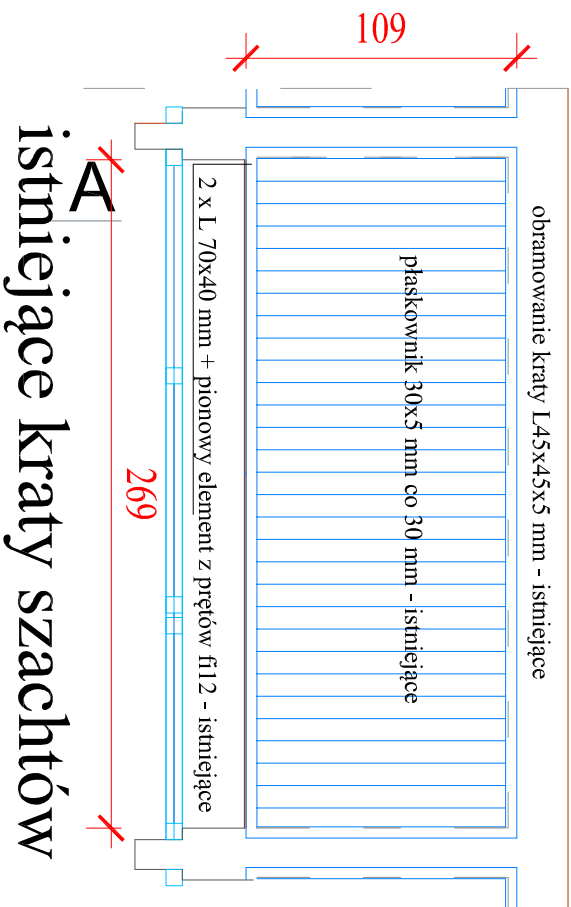 109
obramowanie kraty L45x45x5 mm - istniejące
płaskownik 30x5 mm co 30 mm - istniejące
2 x L 70x40 mm + pionowy element z prętów fi12 - istniejące
269
A
istniejące kraty szachtów